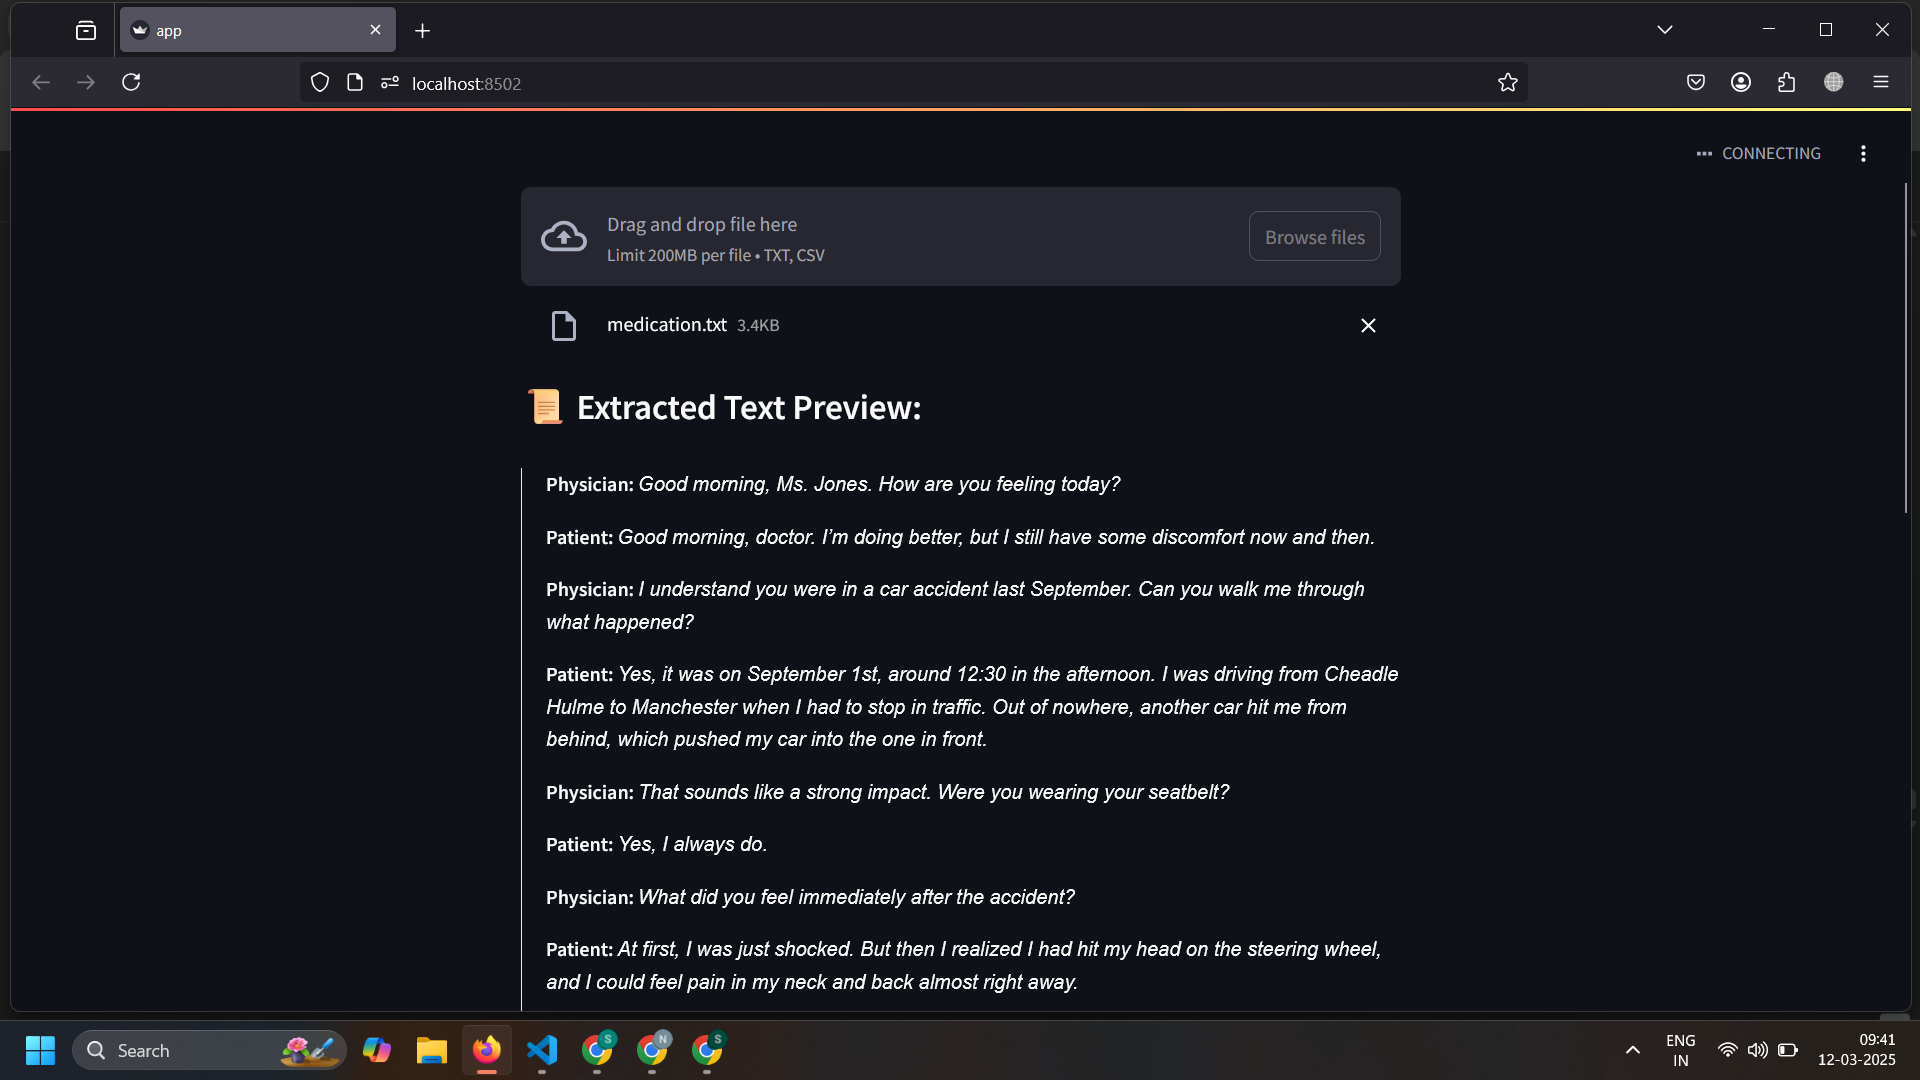 app
localhost:8502
CONNECTING
Drag and drop file here
Limit 200MB per file • TXT, CSV
Browse files
medication.txt 3.4KB
📜 Extracted Text Preview:
Physician: Good morning, Ms. Jones. How are you feeling today?
Patient: Good morning, doctor. I’m doing better, but I still have some discomfort now and then.
Physician: I understand you were in a car accident last September. Can you walk me through
what happened?
Patient: Yes, it was on September 1st, around 12:30 in the afternoon. I was driving from Cheadle
Hulme to Manchester when I had to stop in traffic. Out of nowhere, another car hit me from
behind, which pushed my car into the one in front.
Physician: That sounds like a strong impact. Were you wearing your seatbelt?
Patient: Yes, I always do.
Physician: What did you feel immediately after the accident?
Patient: At first, I was just shocked. But then I realized I had hit my head on the steering wheel,
and I could feel pain in my neck and back almost right away.
Search
S
N
S
ENG
IN
09:41
12-03-2025